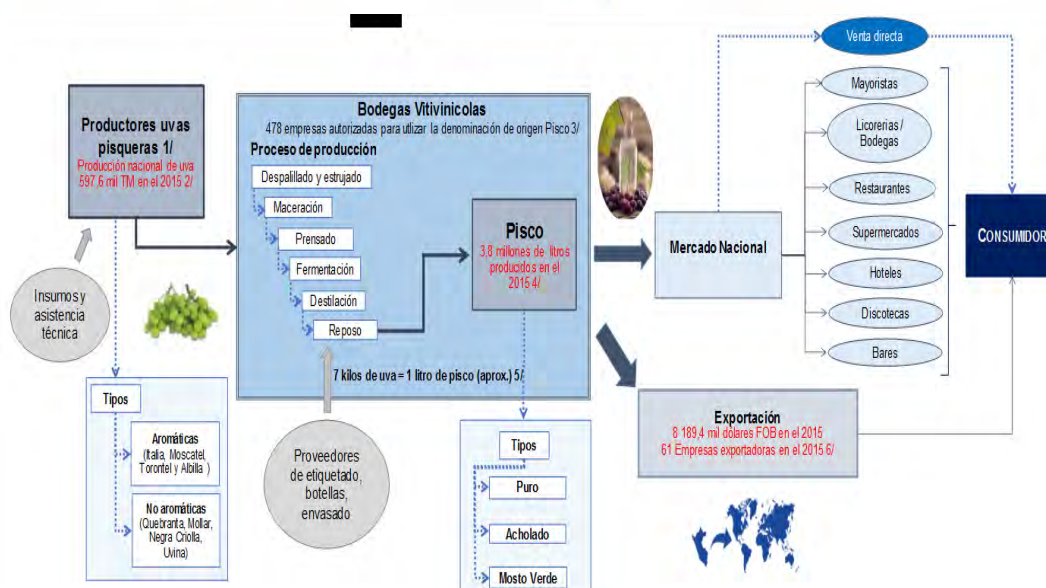 Productores uvas
pisqueras 1/
Producción nacional de uva
597,6 mil TM en el 2015 2/
Insumos y
asistencia
técnica
Tipos
Aromáticas
(Italia, Moscatel,
Torontel y Albilla )
No aromáticas
(Quebranta, Mollar,
Negra Criolla,
Uvina)
Bodegas Vitivinícolas
478 empresas autorizadas para utlizar la denominación de origen Pisco 3/
Proceso de producción
Despalillado y estrujado
Maceración
Prensado
Fermentación
Destilación
Reposo
7 kilos de uva = 1 litro de pisco (aprox.) 5/
Proveedores
de etiquetado,
botellas,
envasado
Pisco
3,8 millones de litros
producidos en el
2015 4/
Tipos
Puro
Acholado
Mosto Verde
Mercado Nacional
Venta directa
Mayoristas
Licorerías /
Bodegas
Restaurantes
Supermercados
Hoteles
Discotecas
Bares
CONSUMIDOR
Exportación
8 189,4 mil dólares FOB en el 2015
61 Empresas exportadoras en el 2015 6/